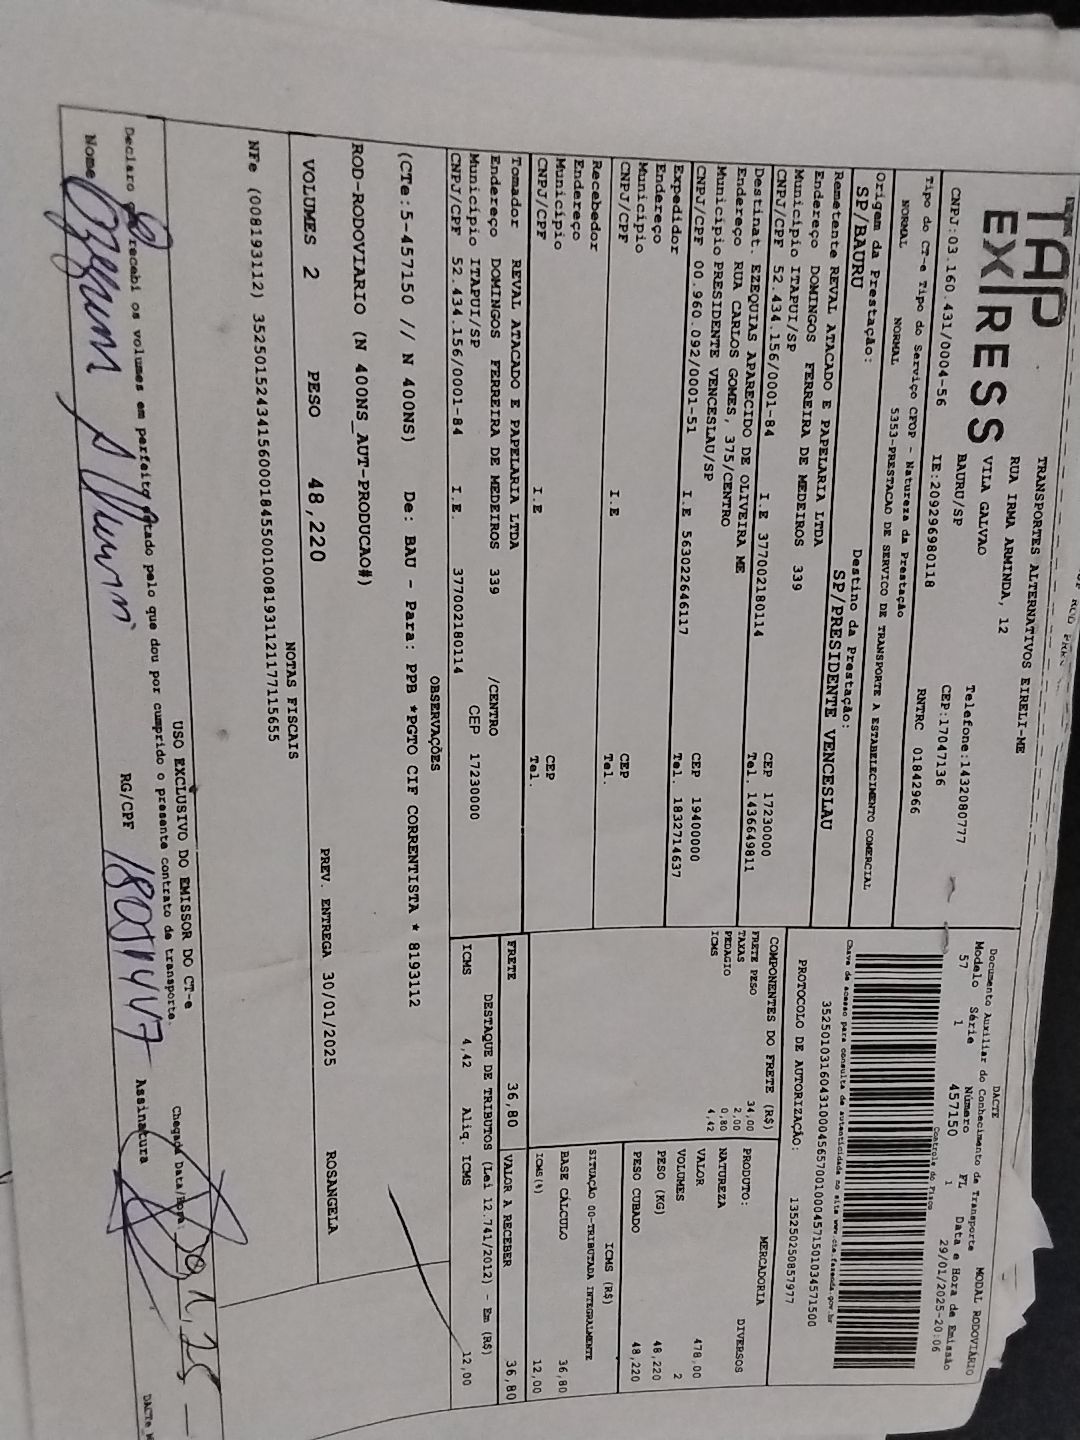 TAP
EXPRESS
TRANSPORTES ALTERNATIVOS EIRELI-ME
RUA IRMA ARMINDA, 12
VILA GALVAO
BAURU/SP
Telefone:1432080777
CEP:17047136
CNPJ:03.160.431/0004-56 IE:209296980118 RNTRC 01842966
Tipo do CT-e Tipo do Serviço CFOP - Natureza da Prestação
NORMAL NORMAL 5353-PRESTACAO DE SERVICO DE TRANSPORTE A ESTABELECIMENTO COMERCIAL
Origem da Prestação: Destino da Prestação:
SP/BAURU SP/PRESIDENTE VENCESLAU
Remetente REVAL ATACADO E PAPELARIA LTDA
Endereço DOMINGOS FERREIRA DE MEDEIROS 339
Município ITAPUI/SP CEP 17230000
CNPJ/CPF 52.434.156/0001-84 I.E 377002180114 Tel. 1436649811
Destinat. EZEQUIAS APARECIDO DE OLIVEIRA ME
Endereço RUA CARLOS GOMES, 375/CENTRO
Município PRESIDENTE VENCESLAU/SP CEP 19400000
CNPJ/CPF 00.960.092/0001-51 I.E 563022646117 Tel. 1832714637
Expedidor
Endereço
Município CEP
CNPJ/CPF I.E Tel.
Recebedor
Endereço
Município CEP
CNPJ/CPF I.E Tel.
Tomador REVAL ATACADO E PAPELARIA LTDA
Endereço DOMINGOS FERREIRA DE MEDEIROS 339 /CENTRO
Município ITAPUI/SP CEP 17230000
CNPJ/CPF 52.434.156/0001-84 I.E. 377002180114
DACTE
Documento Auxiliar do Conhecimento de Transporte MODAL RODOVIÁRIO
Modelo Série Número FL Data e Hora de Emissão
57 1 457150 1 29/01/2025-20:06
Controle do Fisco
Chave de acesso para consulta de autenticidade no site www.cte.fazenda.gov.br
35250103160431000456570010004571501034571500
PROTOCOLO DE AUTORIZAÇÃO: 135250250857977
COMPONENTES DO FRETE (R$)
FRETE PESO 34,00
TAXAS 2,00
PEDAGIO 0,80
ICMS 4,42
MERCADORIA
PRODUTO: DIVERSOS
NATUREZA
VALOR 478,00
VOLUMES 2
PESO (KG) 48,220
PESO CUBADO 48,220
ICMS (R$)
SITUAÇÃO 00-TRIBUTADA INTEGRALMENTE
BASE CÁLCULO 36,80
ICMS(%) 12,00
FRETE 36,80 VALOR A RECEBER 36,80
DESTAQUE DE TRIBUTOS (Lei 12.741/2012) - Em (R$)
ICMS 4,42 Aliq. ICMS 12,00
OBSERVAÇÕES
(CTe:5-457150 // N 400NS) De: BAU - Para: PPB *PGTO CIF CORRENTISTA * 8193112
ROD-RODOVIARIO (N 400NS_AUT-PRODUCAO#)
VOLUMES 2 PESO 48,220 PREV. ENTREGA 30/01/2025 ROSANGELA
NOTAS FISCAIS
NFe (008193112) 35250152434156000184550010081931121177115655
USO EXCLUSIVO DO EMISSOR DO CT-e
Declaro que recebi os volumes em perfeito estado pelo que dou por cumprido o presente contrato de transporte.
Chegada Data/Hora: 30,1,25
Nome RG/CPF Assinatura